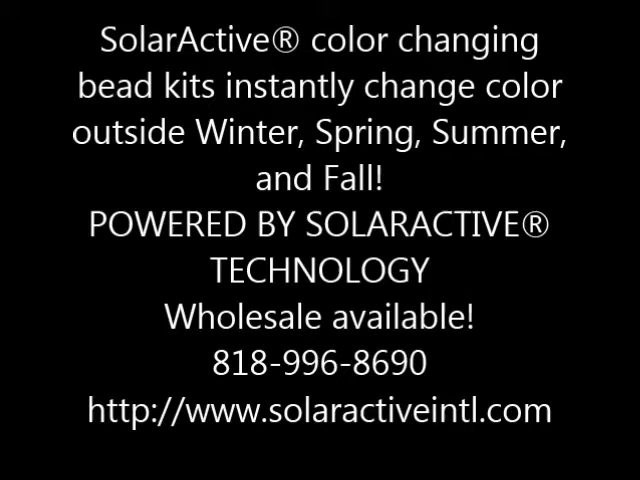 SolarActive® color changing
bead kits instantly change color
outside Winter, Spring, Summer,
and Fall!
POWERED BY SOLARACTIVE®
TECHNOLOGY
Wholesale available!
818-996-8690
http://www.solaractiveintl.com